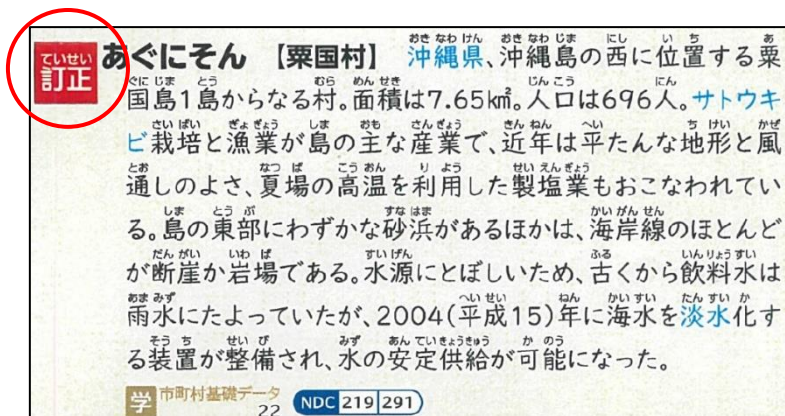 ていせい
訂正
あぐにそん 【粟国村】 沖縄県、沖縄島の西に位置する粟
国島1島からなる村。面積は7.65㎢。人口は696人。サトウキ
ビ栽培と漁業が島の主な産業で、近年は平たんな地形と風
通しのよさ、夏場の高温を利用した製塩業もおこなわれてい
る。島の東部にわずかな砂浜があるほかは、海岸線のほとんど
が断崖か岩場である。水源にとぼしいため、古くから飲料水は
雨水にたよっていたが、2004(平成15)年に海水を淡水化す
る装置が整備され、水の安定供給が可能になった。
学 市町村基礎データ 22 NDC 219 291